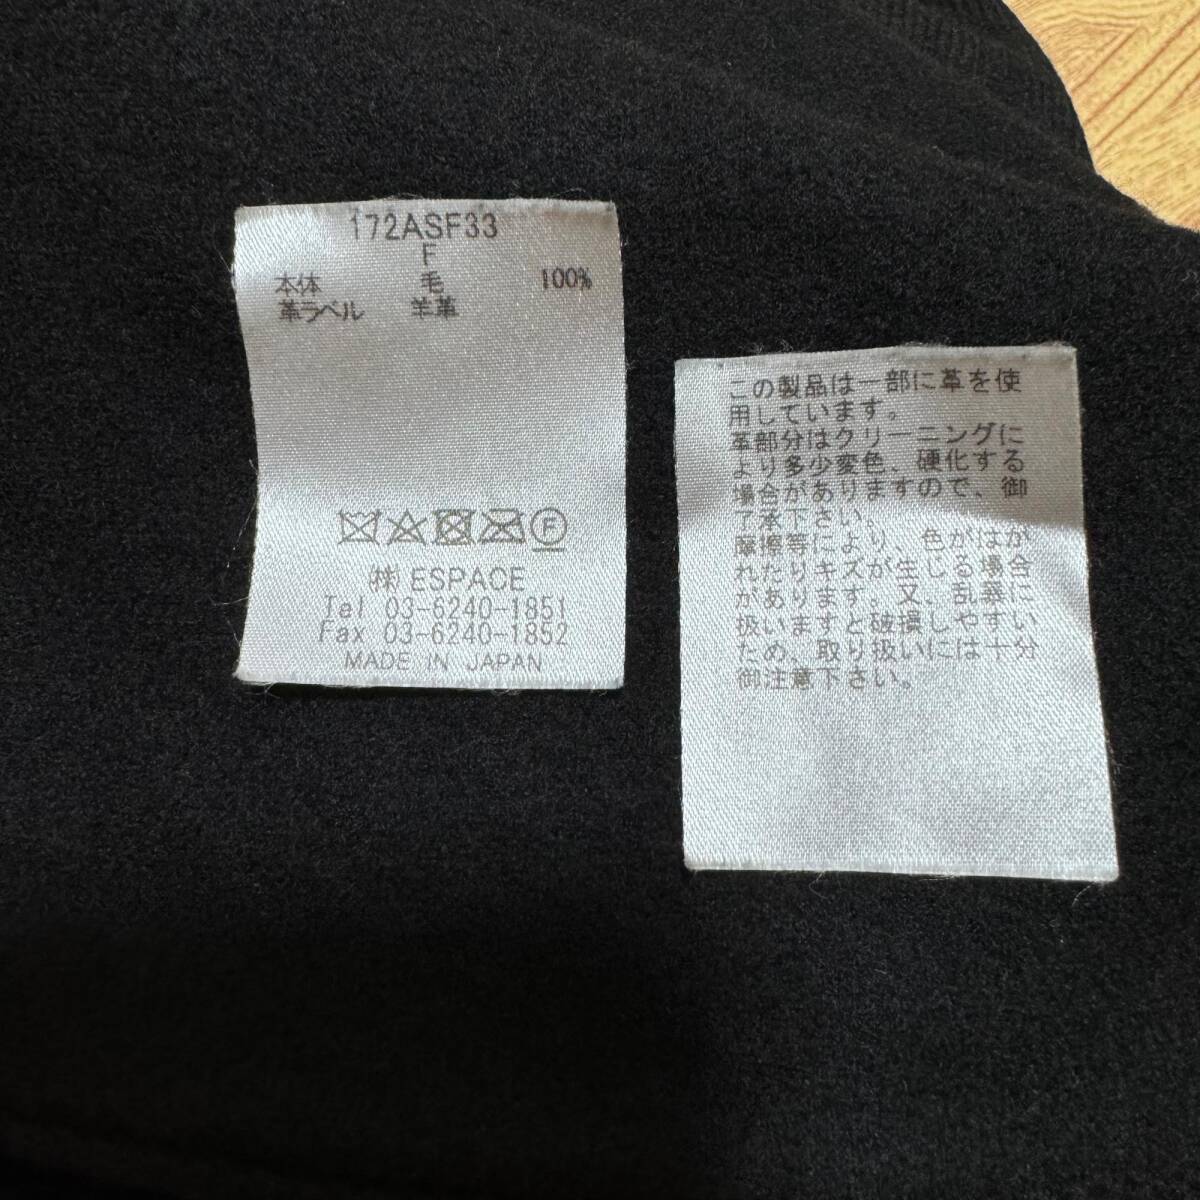 172ASF33
F
本体 毛 100%
革ラベル 羊革
F
㈱ ESPACE
Tel 03-6240-1851
Fax 03-6240-1852
MADE IN JAPAN
この製品は一部に革を使
用しています。
革部分はクリーニングに
より多少変色、硬化する
場合がありますので、御
了承下さい。
摩擦等により、色がはが
れたりキズが生じる場合
があります。又、乱暴に
扱いますと破損しやすい
ため、取り扱いには十分
御注意下さい。